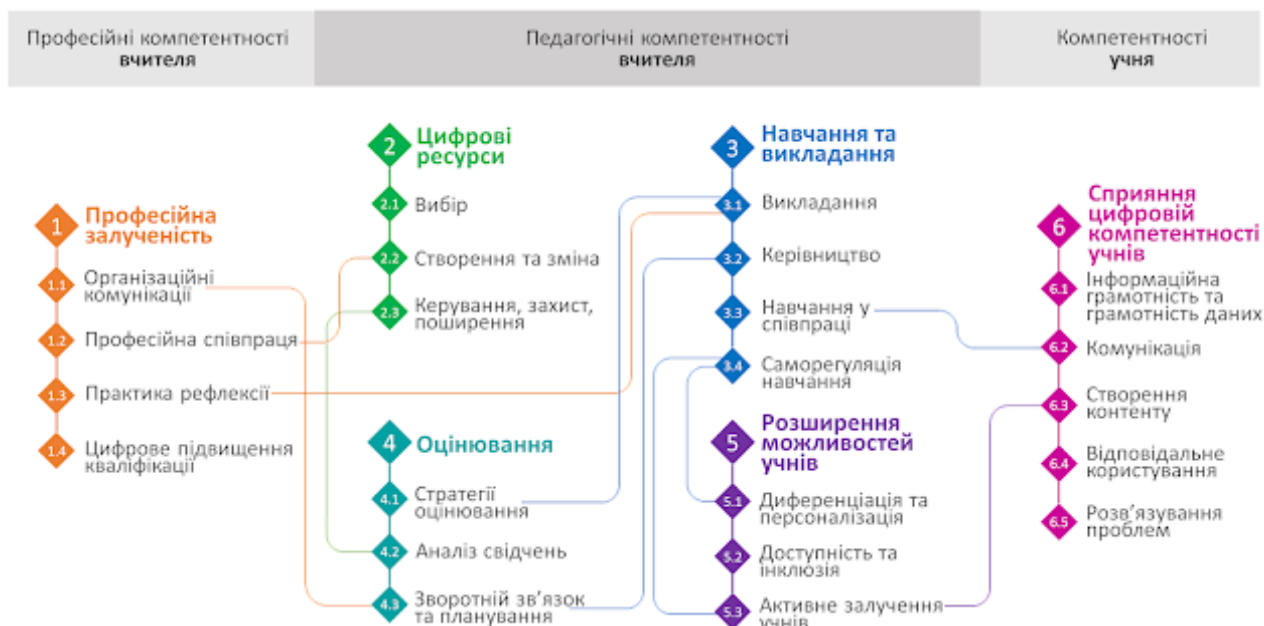 Професійні компетентності
вчителя
Педагогічні компетентності
вчителя
Компетентності
учня
1
Професійна
залученість
1.1
Організаційні
комунікації
1.2
Професійна співпраця
1.3
Практика рефлексії
1.4
Цифрове підвищення
кваліфікації
2
Цифрові
ресурси
2.1
Вибір
2.2
Створення та зміна
2.3
Керування, захист,
поширення
4
Оцінювання
4.1
Стратегії
оцінювання
4.2
Аналіз свідчень
4.3
Зворотній зв’язок
та планування
3
Навчання та
викладання
3.1
Викладання
3.2
Керівництво
3.3
Навчання у
співпраці
3.4
Саморегуляція
навчання
5
Розширення
можливостей
учнів
5.1
Диференціація та
персоналізація
5.2
Доступність та
інклюзія
5.3
Активне залучення
учнів
6
Сприяння
цифровій
компетентності
учнів
6.1
Інформаційна
грамотність та
грамотність даних
6.2
Комунікація
6.3
Створення
контенту
6.4
Відповідальне
користування
6.5
Розв’язування
проблем